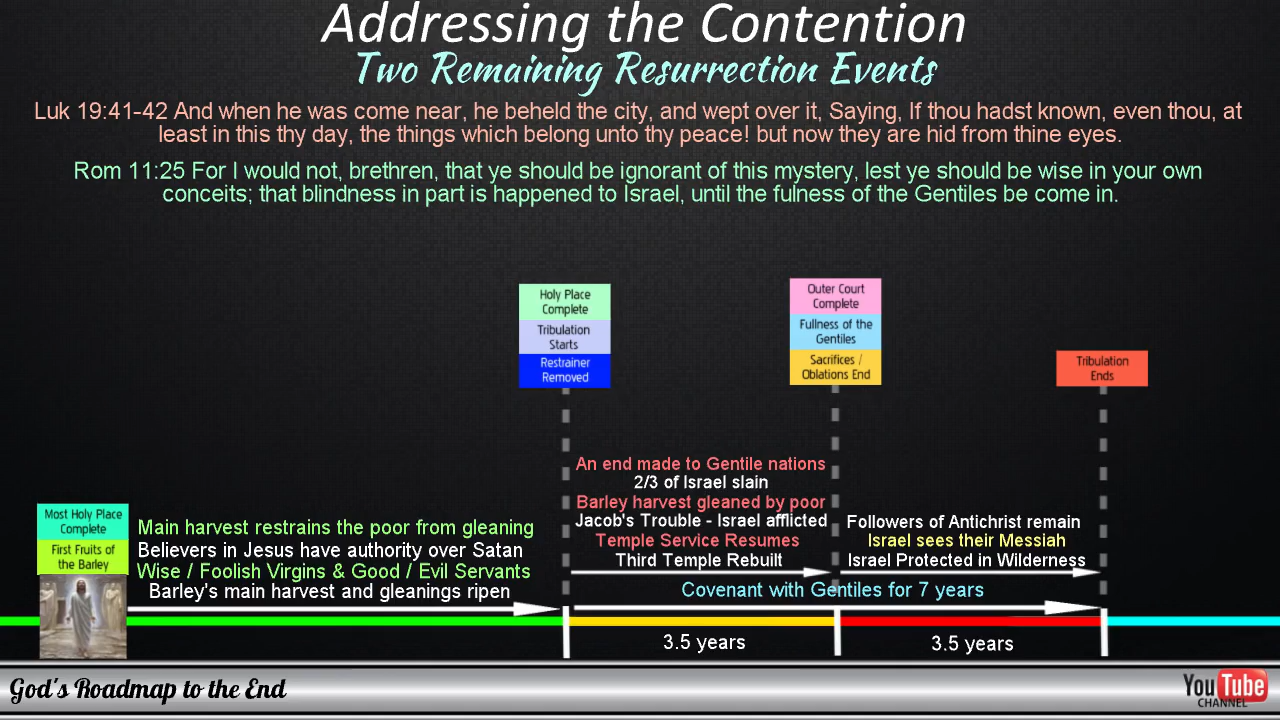 Addressing the Contention
Two Remaining Resurrection Events
Luk 19:41-42 And when he was come near, he beheld the city, and wept over it, Saying, If thou hadst known, even thou, at
least in this thy day, the things which belong unto thy peace! but now they are hid from thine eyes.
Rom 11:25 For I would not, brethren, that ye should be ignorant of this mystery, lest ye should be wise in your own
conceits; that blindness in part is happened to Israel, until the fulness of the Gentiles be come in.
Holy Place
Complete
Tribulation
Starts
Restrainer
Removed
Outer Court
Complete
Fullness of the
Gentiles
Sacrifices /
Oblations End
Tribulation
Ends
Most Holy Place
Complete
First Fruits of
the Barley
Main harvest restrains the poor from gleaning
Believers in Jesus have authority over Satan
Wise / Foolish Virgins & Good / Evil Servants
Barley's main harvest and gleanings ripen
An end made to Gentile nations
2/3 of Israel slain
Barley harvest gleaned by poor
Jacob's Trouble - Israel afflicted
Temple Service Resumes
Third Temple Rebuilt
Followers of Antichrist remain
Israel sees their Messiah
Israel Protected in Wilderness
Covenant with Gentiles for 7 years
3.5 years
3.5 years
God's Roadmap to the End
YouTube
CHANNEL